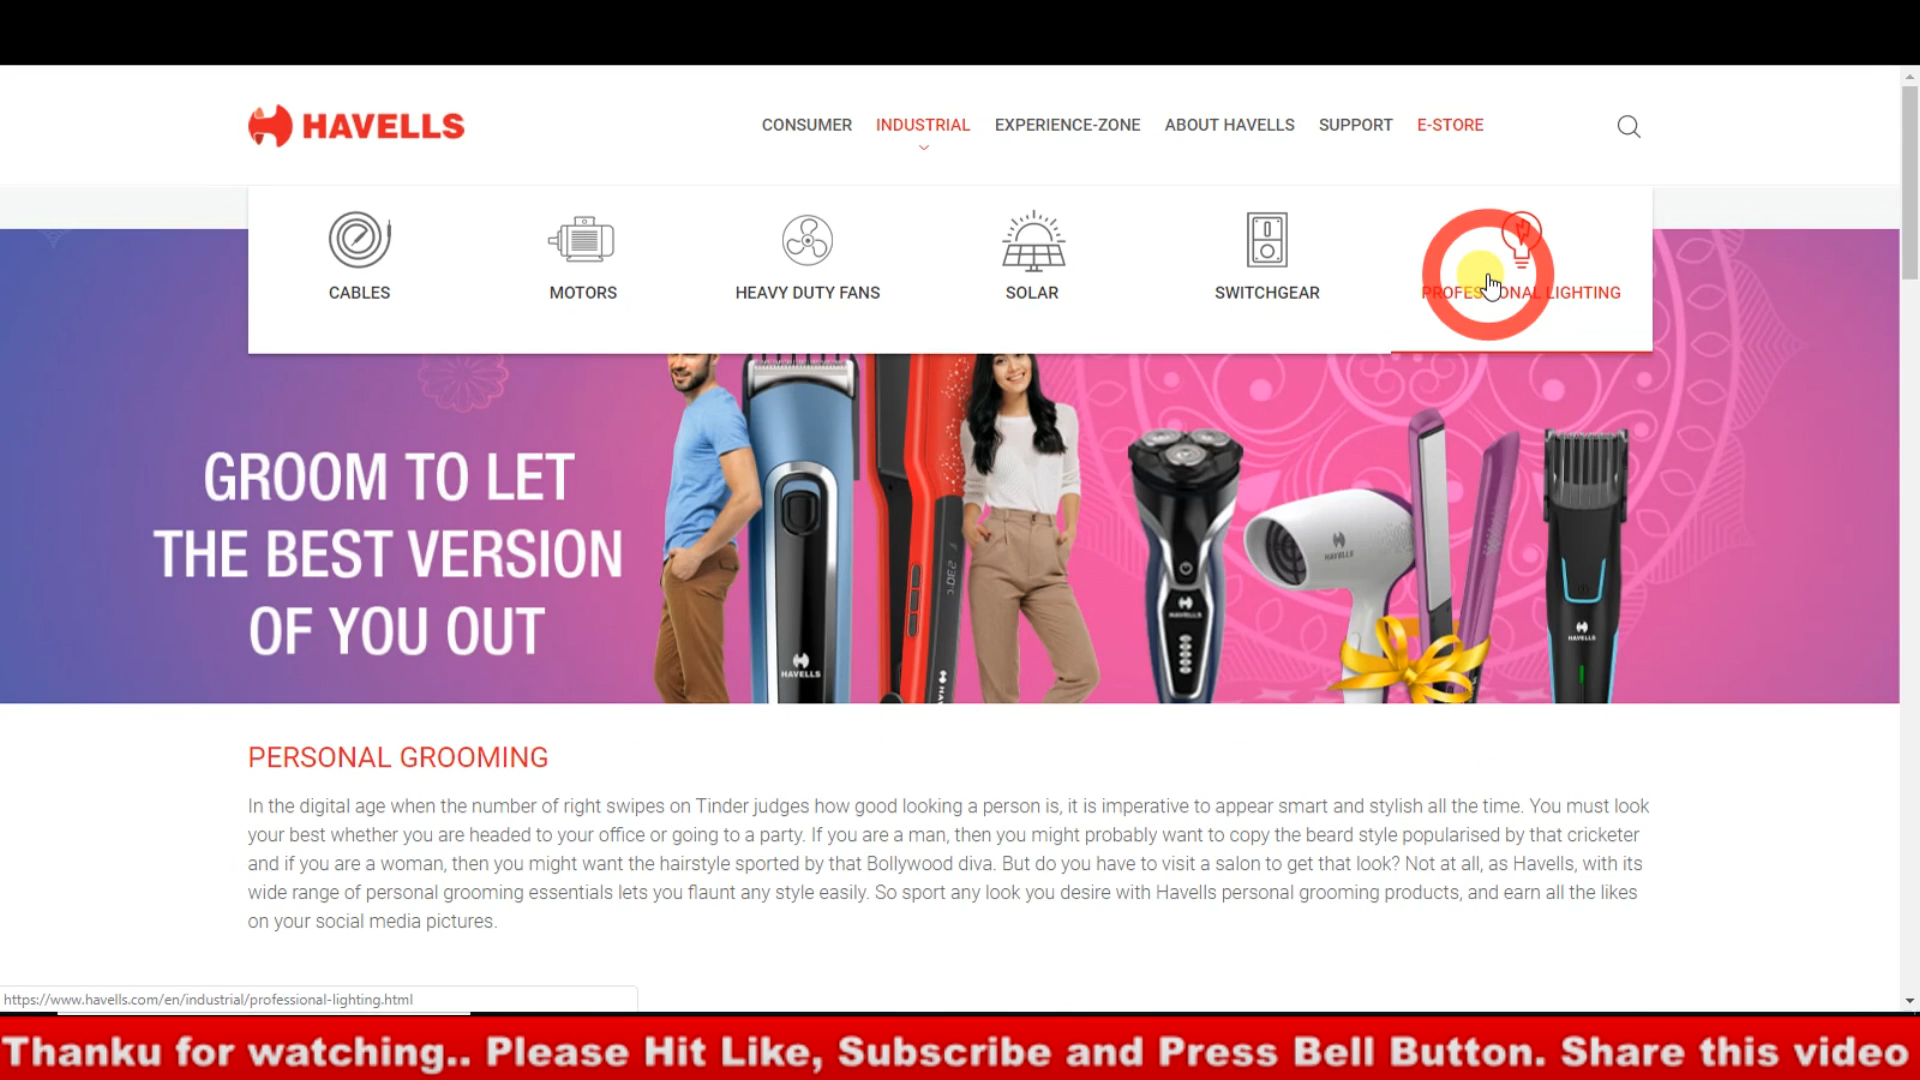 HAVELLS
CONSUMER INDUSTRIAL EXPERIENCE-ZONE ABOUT HAVELLS SUPPORT E-STORE
CABLES MOTORS HEAVY DUTY FANS SOLAR SWITCHGEAR PROFESSIONAL LIGHTING
GROOM TO LET
THE BEST VERSION
OF YOU OUT
230°C
HAVELLS
HAVELLS
HAVELLS
HAVELLS
PERSONAL GROOMING
In the digital age when the number of right swipes on Tinder judges how good looking a person is, it is imperative to appear smart and stylish all the time. You must look
your best whether you are headed to your office or going to a party. If you are a man, then you might probably want to copy the beard style popularised by that cricketer
and if you are a woman, then you might want the hairstyle sported by that Bollywood diva. But do you have to visit a salon to get that look? Not at all, as Havells, with its
wide range of personal grooming essentials lets you flaunt any style easily. So sport any look you desire with Havells personal grooming products, and earn all the likes
on your social media pictures.
https://www.havells.com/en/industrial/professional-lighting.html
Thanku for watching.. Please Hit Like, Subscribe and Press Bell Button. Share this video